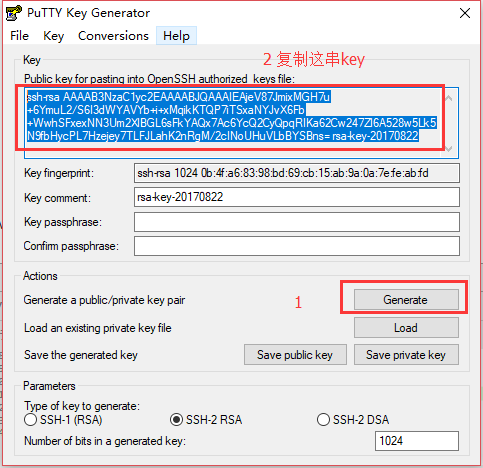 PuTTY Key Generator
File Key Conversions Help
Key
2 复制这串key
Public key for pasting into OpenSSH authorized_keys file:
ssh-rsa AAAAB3NzaC1yc2EAAAABJQAAAIEAjeV87JmixMGH7u
+6YmuL2/S6I3dWYAVYb+i+xMqikKTQP7iTSxaNYJvX6Fb
+WwhSFxexNN3Um2XlBGL6sFkYAQx7Ac6YcQ2CyQpqRIKa62Cw247Zl6A528w5Lk5
N9fbHycPL7Hzejey7TLFJLahK2nRgM/2cINoUHuVLbBYSBns= rsa-key-20170822
Key fingerprint: ssh-rsa 1024 0b:4f:a6:83:98:bd:69:cb:15:ab:9a:0a:7e:fe:ab:fd
Key comment: rsa-key-20170822
Key passphrase:
Confirm passphrase:
Actions
Generate a public/private key pair 1 Generate
Load an existing private key file Load
Save the generated key Save public key Save private key
Parameters
Type of key to generate:
SSH-1 (RSA) SSH-2 RSA SSH-2 DSA
Number of bits in a generated key: 1024